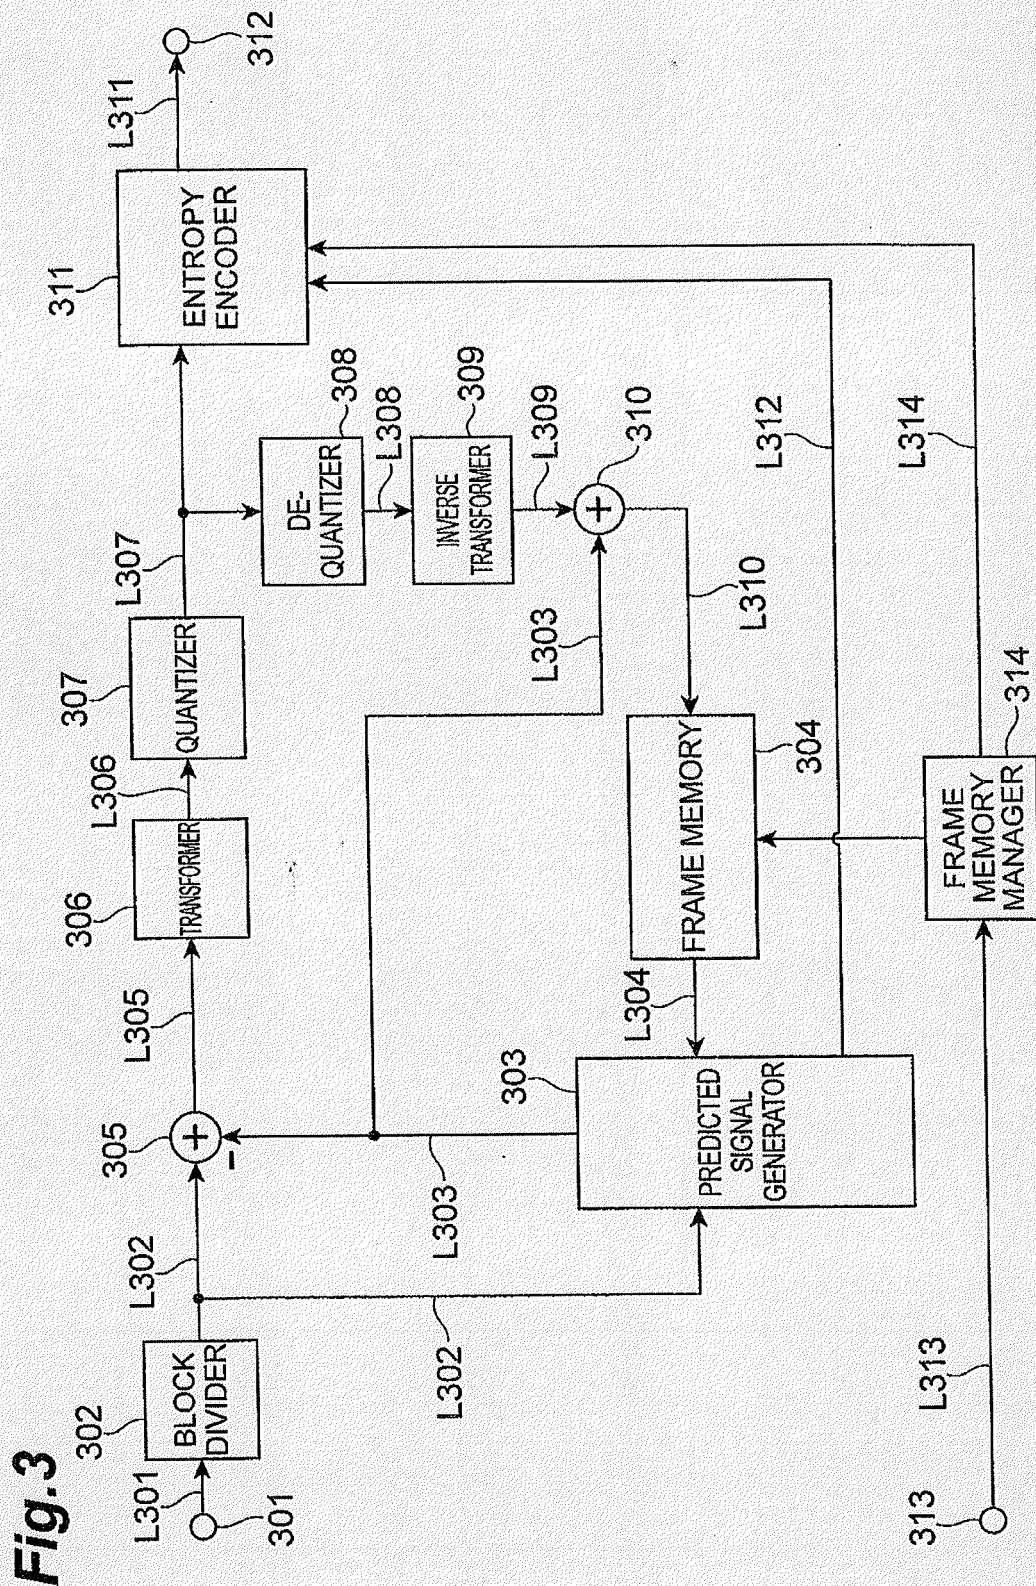 Fig.3
301
L301
302
BLOCK
DIVIDER
L302
L302
305
-
+
L305
306
TRANSFORMER
L306
307
QUANTIZER
L307
311
ENTROPY
ENCODER
L311
312
DE-
QUANTIZER
308
L308
INVERSE
TRANSFORMER
309
L309
+
310
L303
L303
L310
303
PREDICTED
SIGNAL
GENERATOR
L304
FRAME MEMORY
304
L312
L314
FRAME
MEMORY
MANAGER
314
313
L313